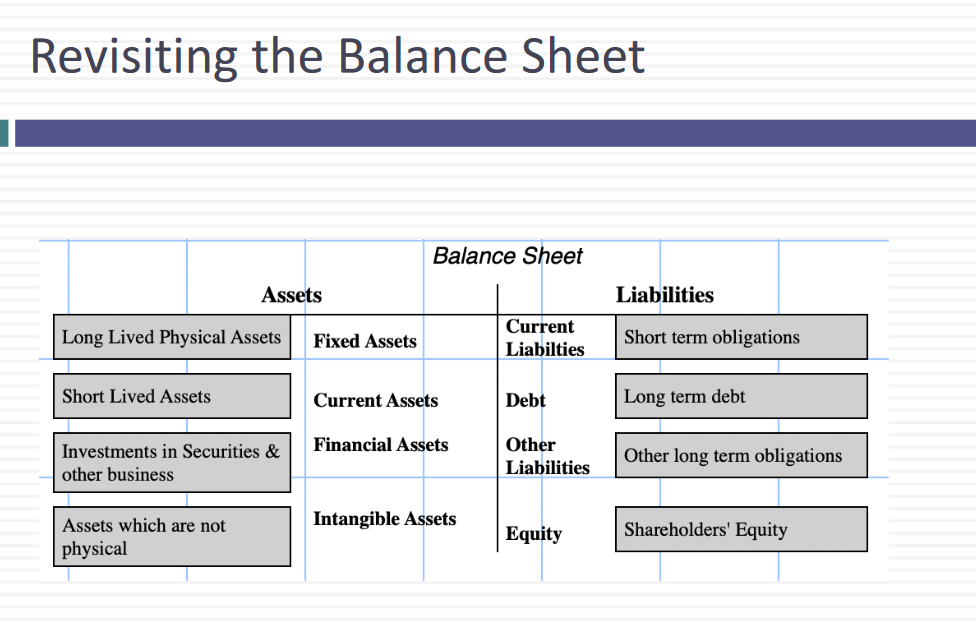 Revisiting the Balance Sheet
Balance Sheet
Assets
Liabilities
Long Lived Physical Assets
Fixed Assets
Current
Liabilties
Short term obligations
Short Lived Assets
Current Assets
Debt
Long term debt
Investments in Securities &
other business
Financial Assets
Other
Liabilities
Other long term obligations
Assets which are not
physical
Intangible Assets
Equity
Shareholders' Equity